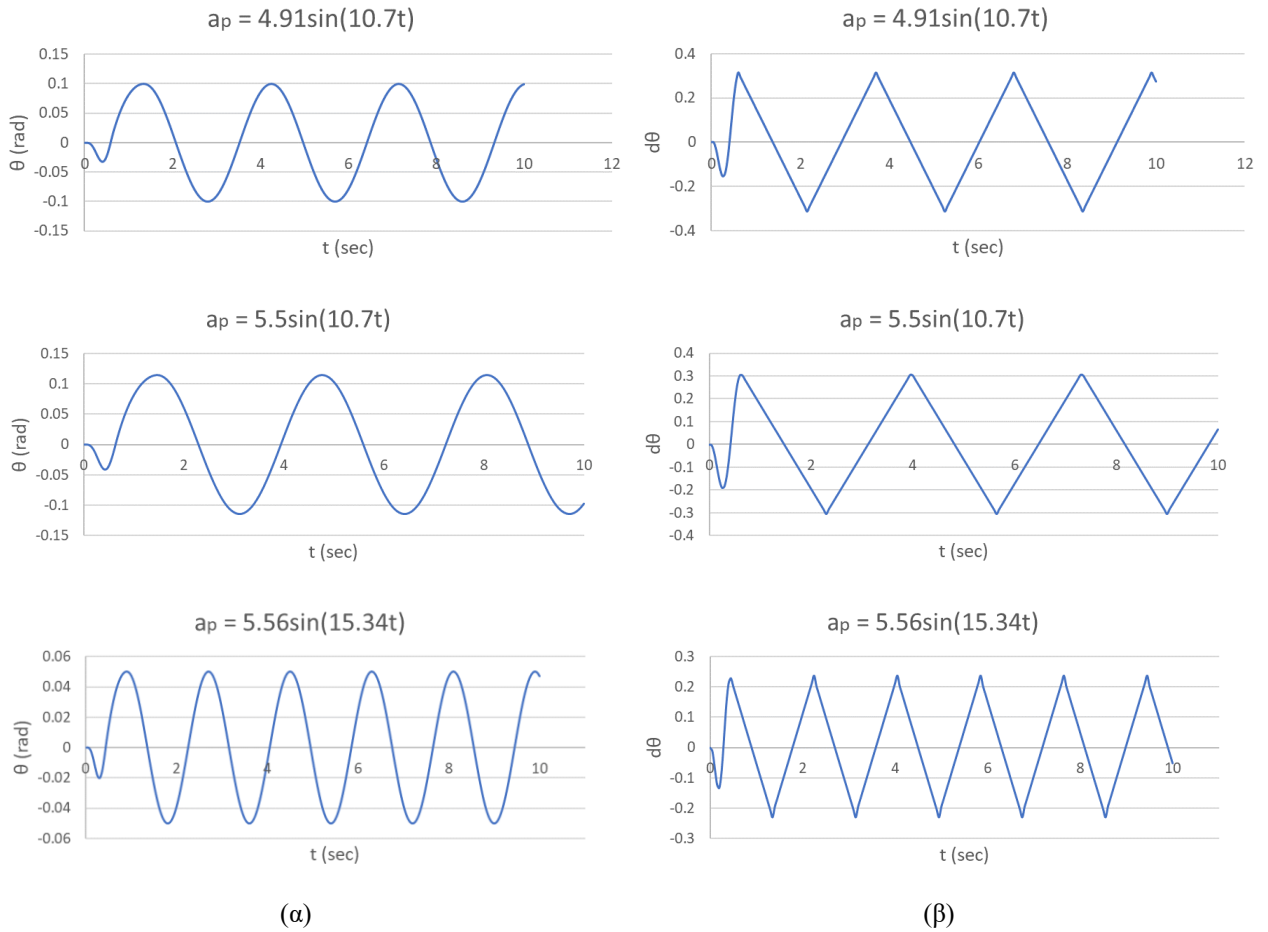 aₚ = 4.91sin(10.7t)
aₚ = 4.91sin(10.7t)
0.15
0.1
0.05
0
-0.05
-0.1
-0.15
0 2 4 6 8 10 12
θ (rad)
t (sec)
0.4
0.2
0
-0.2
-0.4
0 2 4 6 8 10 12
dθ
t (sec)
aₚ = 5.5sin(10.7t)
aₚ = 5.5sin(10.7t)
0.15
0.1
0.05
0
-0.05
-0.1
-0.15
0 2 4 6 8 10
θ (rad)
t (sec)
0.4
0.3
0.2
0.1
0
-0.1
-0.2
-0.3
-0.4
0 2 4 6 8 10
dθ
t (sec)
aₚ = 5.56sin(15.34t)
aₚ = 5.56sin(15.34t)
0.06
0.04
0.02
0
-0.02
-0.04
-0.06
0 2 4 6 8 10
θ (rad)
t (sec)
0.3
0.2
0.1
0
-0.1
-0.2
-0.3
0 2 4 6 8 10
dθ
t (sec)
(α)
(β)